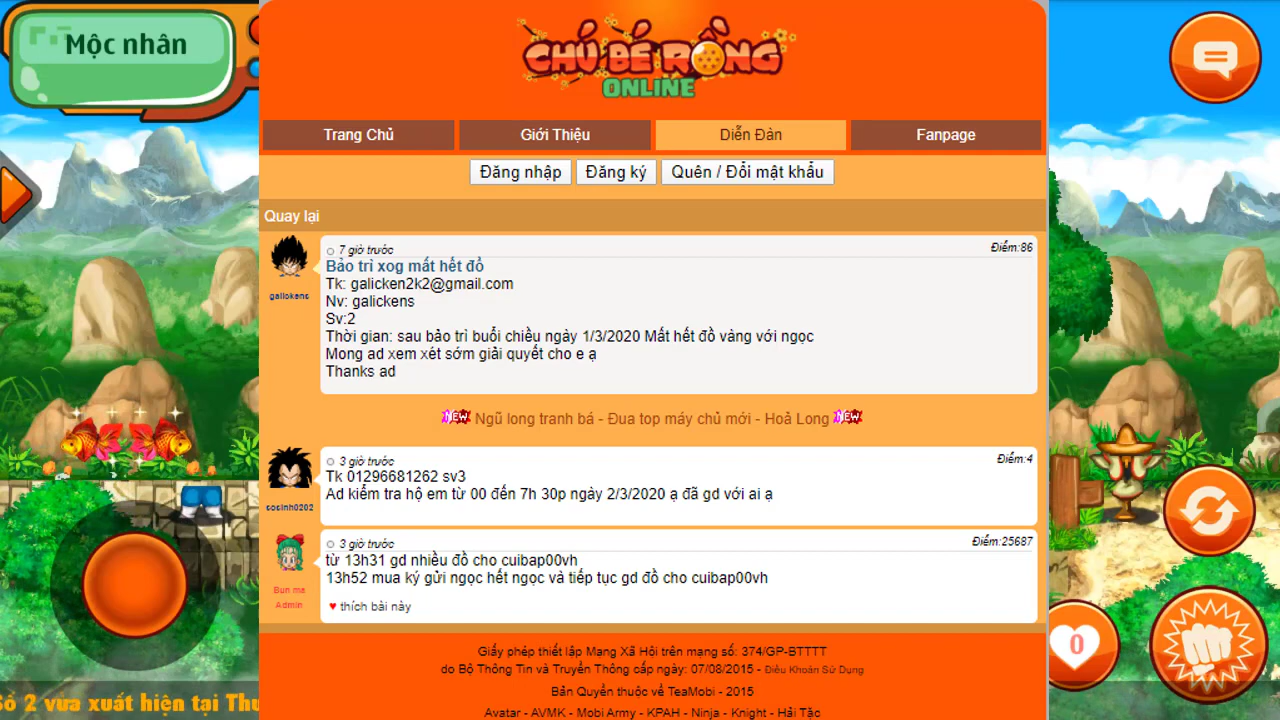 Mộc nhân
CHÚ BÉ RỒNG
ONLINE
Trang Chủ
Giới Thiệu
Diễn Đàn
Fanpage
Đăng nhập
Đăng ký
Quên / Đổi mật khẩu
Quay lại
7 giờ trước
Điểm:86
galickens
Bảo trì xog mất hết đồ
Tk: galicken2k2@gmail.com
Nv: galickens
Sv:2
Thời gian: sau bảo trì buổi chiều ngày 1/3/2020 Mất hết đồ vàng với ngọc
Mong ad xem xét sớm giải quyết cho e ạ
Thanks ad
NEW Ngũ long tranh bá - Đua top máy chủ mới - Hoả Long NEW
3 giờ trước
Điểm:4
sosinh0202
Tk 01296681262 sv3
Ad kiểm tra hộ em từ 00 đến 7h 30p ngày 2/3/2020 ạ đã gd với ai ạ
3 giờ trước
Điểm:25687
Bun ma
Admin
từ 13h31 gd nhiều đồ cho cuibap00vh
13h52 mua ký gửi ngọc hết ngọc và tiếp tục gd đồ cho cuibap00vh
♥ thích bài này
0
Giấy phép thiết lập Mạng Xã Hội trên mạng số: 374/GP-BTTTT
do Bộ Thông Tin và Truyền Thông cấp ngày: 07/08/2015 - Điều Khoản Sử Dụng
Bản Quyền thuộc về TeaMobi - 2015
Số 2 vừa xuất hiện tại
Avatar - AVMK - Mobi Army - KPAH - Ninja - Knight - Hải Tặc